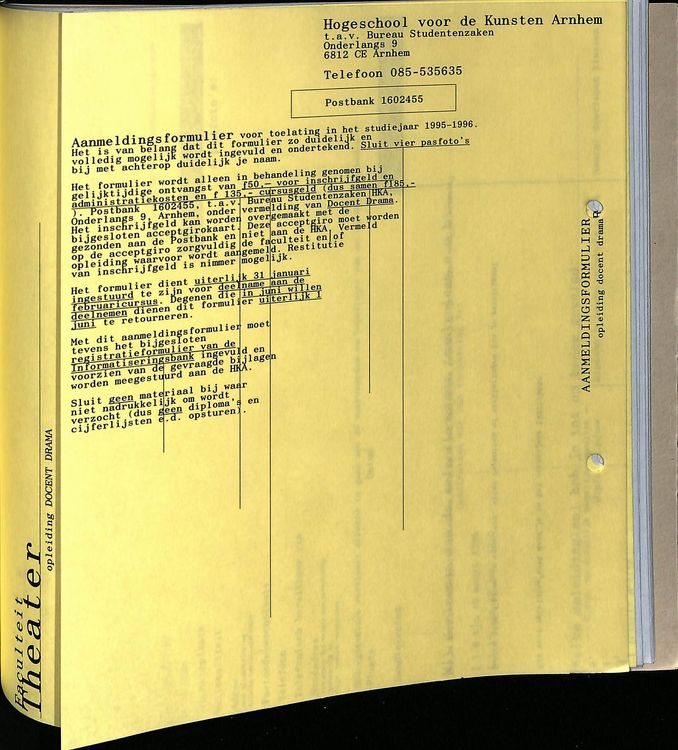 Hogeschool voor de Kunsten Arnhem
t.a.v. Bureau Studentenzaken
Onderlangs 9
6812 CE Arnhem
Telefoon 085-535635
Postbank 1602455
Aanmeldingsformulier voor toelating in het studiejaar 1995-1996.
Het is van belang dat dit formulier zo duidelijk en
volledig mogelijk wordt ingevuld en ondertekend. Sluit vier pasfoto's
bij met achterop duidelijk je naam.
Het formulier wordt alleen in behandeling genomen bij
gelijktijdige ontvangst van f50,- voor inschrijfgeld en
administratiekosten en f 135,- cursusgeld (dus samen f185,-
). Postbank 1602455, t.a.v. Bureau Studentenzaken HKA,
Onderlangs 9, Arnhem, onder vermelding van Docent Drama.
Het inschrijfgeld kan worden overgemaakt met de
bijgesloten acceptgirokaart. Deze acceptgiro moet worden
gezonden aan de Postbank en niet aan de HKA. Vermeld
op de acceptgiro zorgvuldig de faculteit en/of
opleiding waarvoor wordt aangemeld. Restitutie
van inschrijfgeld is nimmer mogelijk.
Het formulier dient uiterlijk 31 januari
ingestuurd te zijn voor deelname aan de
februaricursus. Degenen die in juni willen
deelnemen dienen dit formulier uiterlijk 1
juni te retourneren.
Met dit aanmeldingsformulier moet
tevens het bijgesloten
registratieformulier van de
Informatiseringsbank ingevuld en
voorzien van de gevraagde bijlagen
worden meegestuurd aan de HKA.
Sluit geen materiaal bij waar
niet nadrukkelijk om wordt
verzocht (dus geen diploma's en
cijferlijsten e.d. opsturen).
AANMELDINGSFORMULIER
opleiding docent drama
Faculteit
Theater
opleiding DOCENT DRAMA